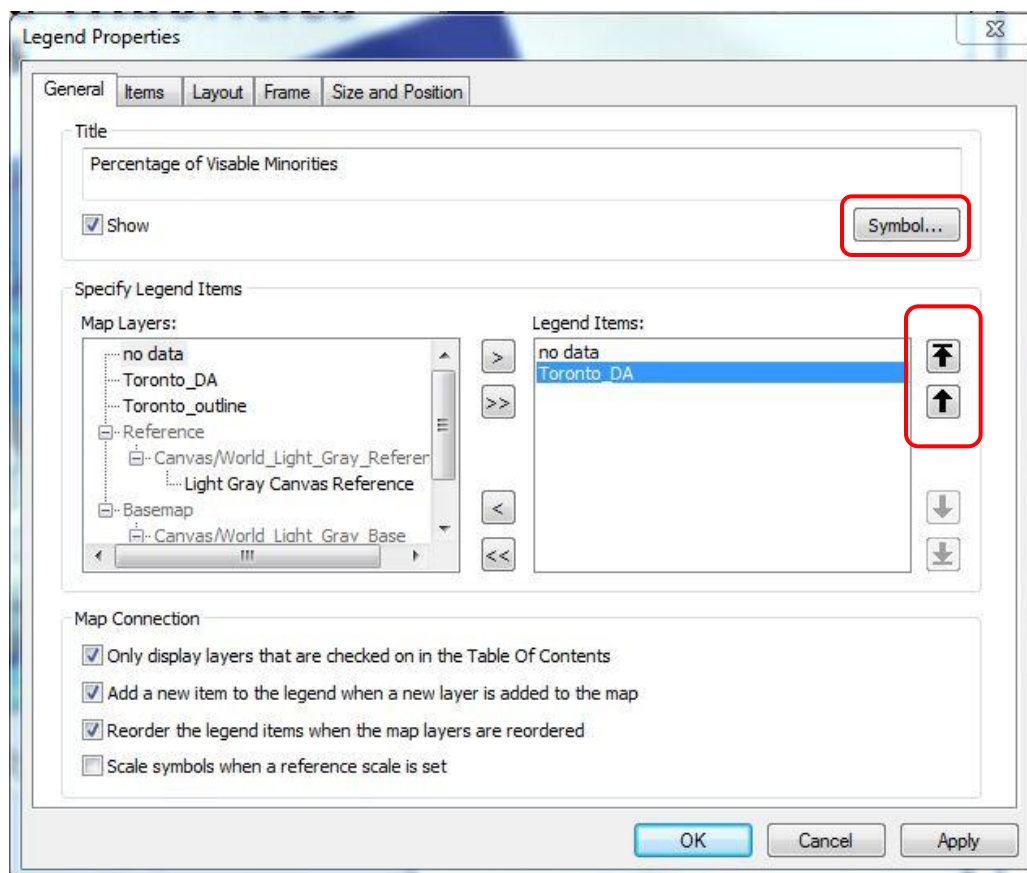 Legend Properties
General Items Layout Frame Size and Position
Title
Percentage of Visable Minorities
Show
Symbol...
Specify Legend Items
Map Layers:
no data
Toronto_DA
Toronto_outline
Reference
Canvas/World_Light_Gray_Referen
Light Gray Canvas Reference
Basemap
Canvas/World_Light_Gray_Base
>
>>
<
<<
Legend Items:
no data
Toronto_DA
Map Connection
Only display layers that are checked on in the Table Of Contents
Add a new item to the legend when a new layer is added to the map
Reorder the legend items when the map layers are reordered
Scale symbols when a reference scale is set
OK Cancel Apply